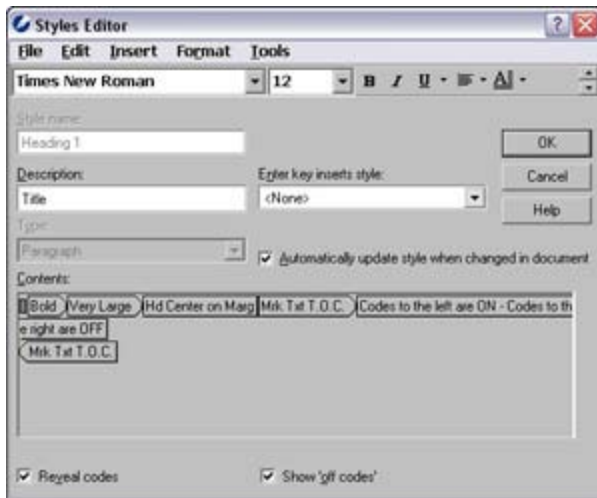 Styles Editor
File Edit Insert Format Tools
Times New Roman 12 B I U A
Style name:
Heading 1
OK
Description:
Enter key inserts style:
Cancel
Title
<None>
Help
Type:
Paragraph
Automatically update style when changed in document
Contents:
Bold Very Large Hd Center on Marg Mrk Txt T.O.C. Codes to the left are ON - Codes to th
e right are OFF
Mrk Txt T.O.C.
Reveal codes Show 'off codes'